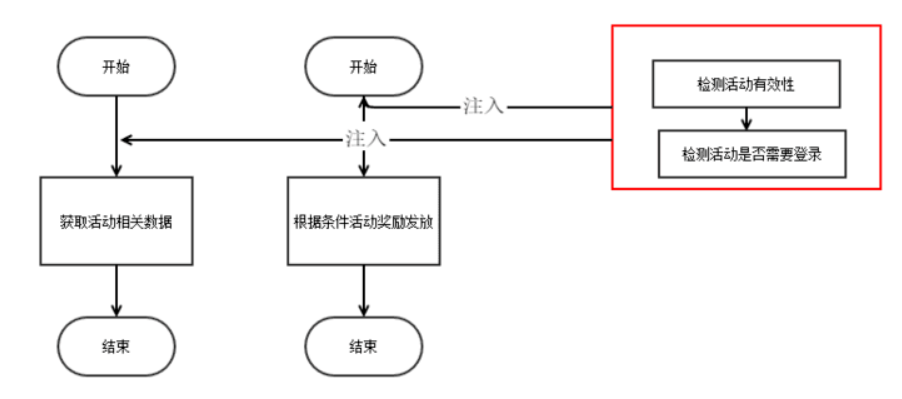 开始
开始
检测活动有效性
注入
注入
检测活动是否需要登录
获取活动相关数据
根据条件活动奖励发放
结束
结束